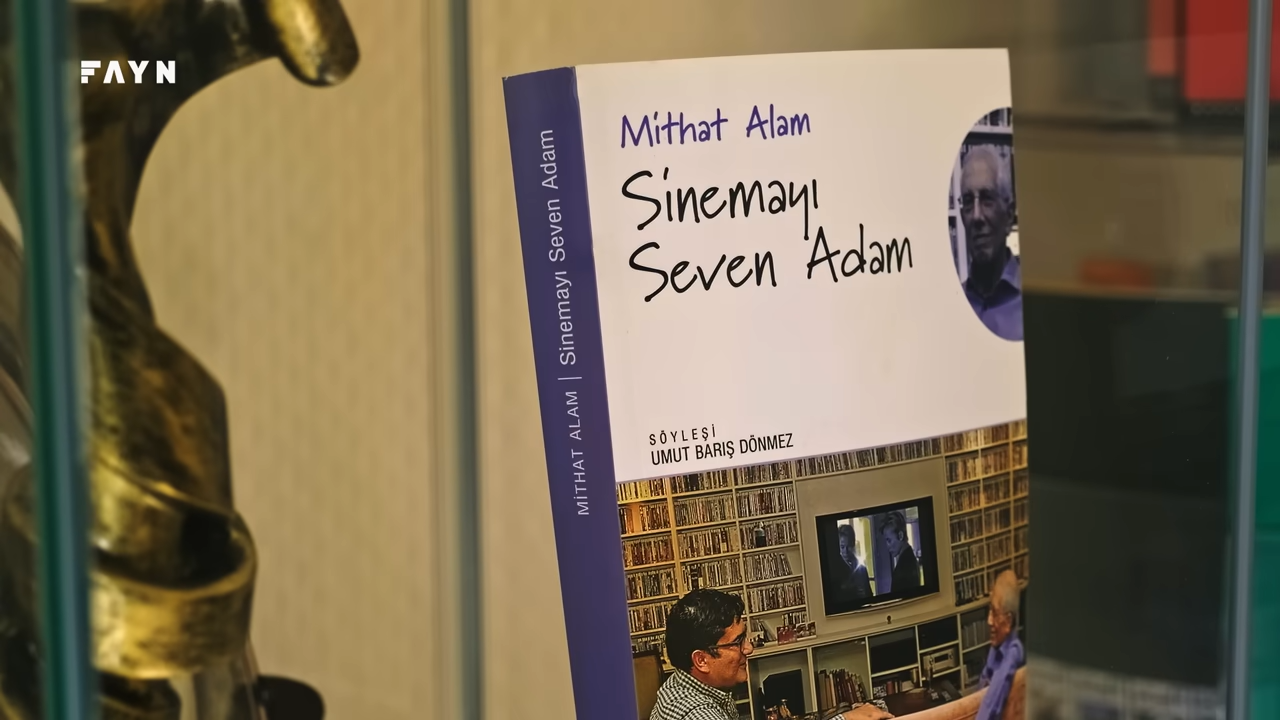 FAYN
Mithat Alam
Sinemayı
Seven Adam
SÖYLEŞİ
UMUT BARIŞ DÖNMEZ
MİTHAT ALAM | Sinemayı Seven Adam